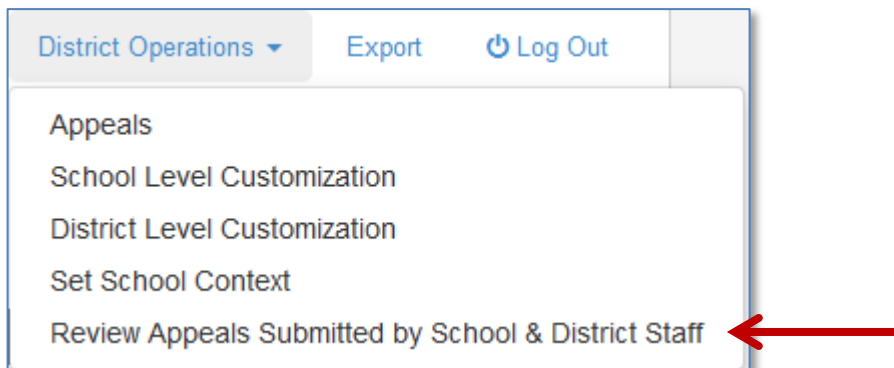 District Operations Export Log Out
Appeals
School Level Customization
District Level Customization
Set School Context
Review Appeals Submitted by School & District Staff